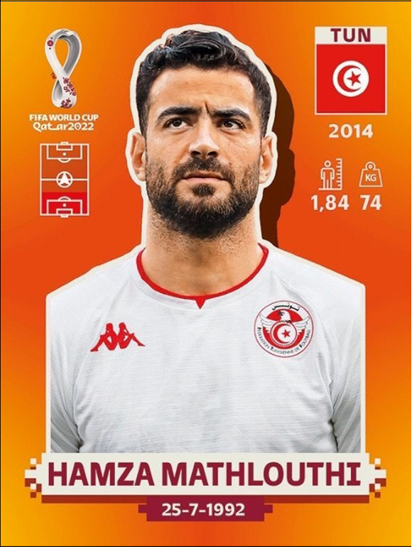 FIFA WORLD CUP
Qatar2022
TUN
2014
KG
1,84 74
HAMZA MATHLOUTHI
25-7-1992